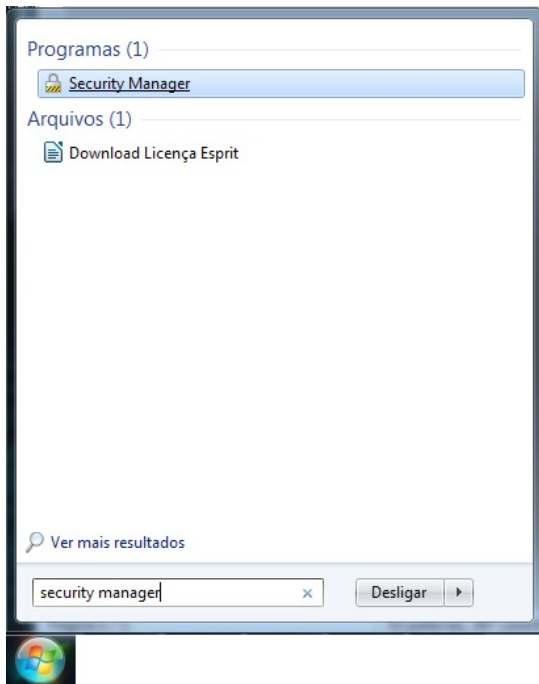 Programas (1)
Security Manager
Arquivos (1)
Download Licença Esprit
Ver mais resultados
security manager
Desligar